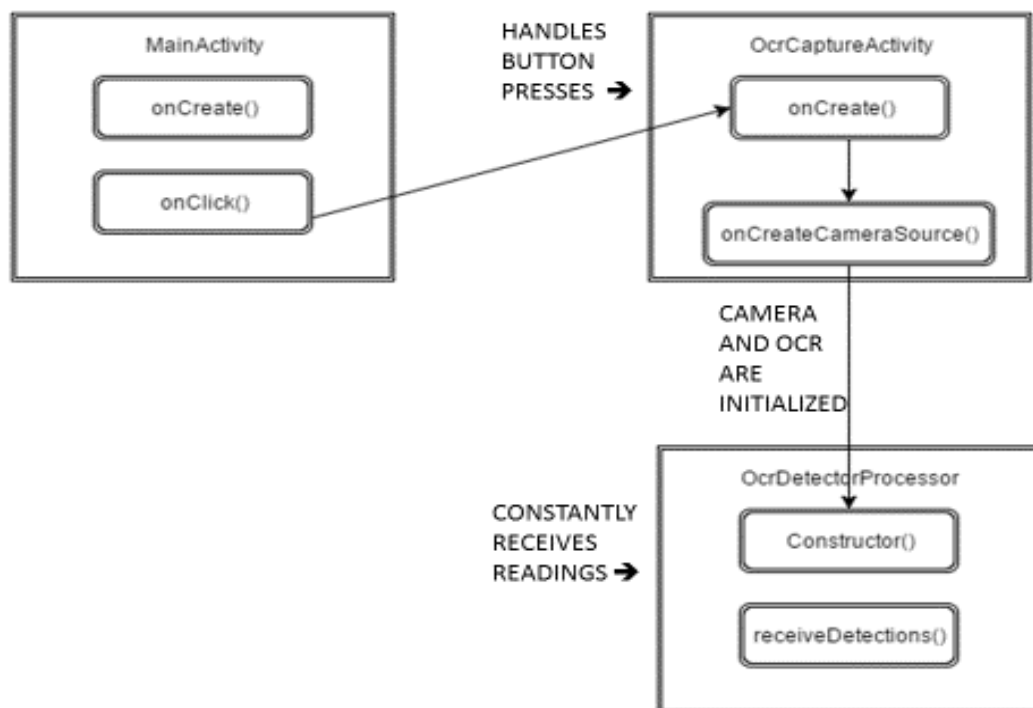 MainActivity
onCreate()
onClick()
HANDLES
BUTTON
PRESSES ➔
OcrCaptureActivity
onCreate()
onCreateCameraSource()
CAMERA
AND OCR
ARE
INITIALIZED
CONSTANTLY
RECEIVES
READINGS ➔
OcrDetectorProcessor
Constructor()
receiveDetections()